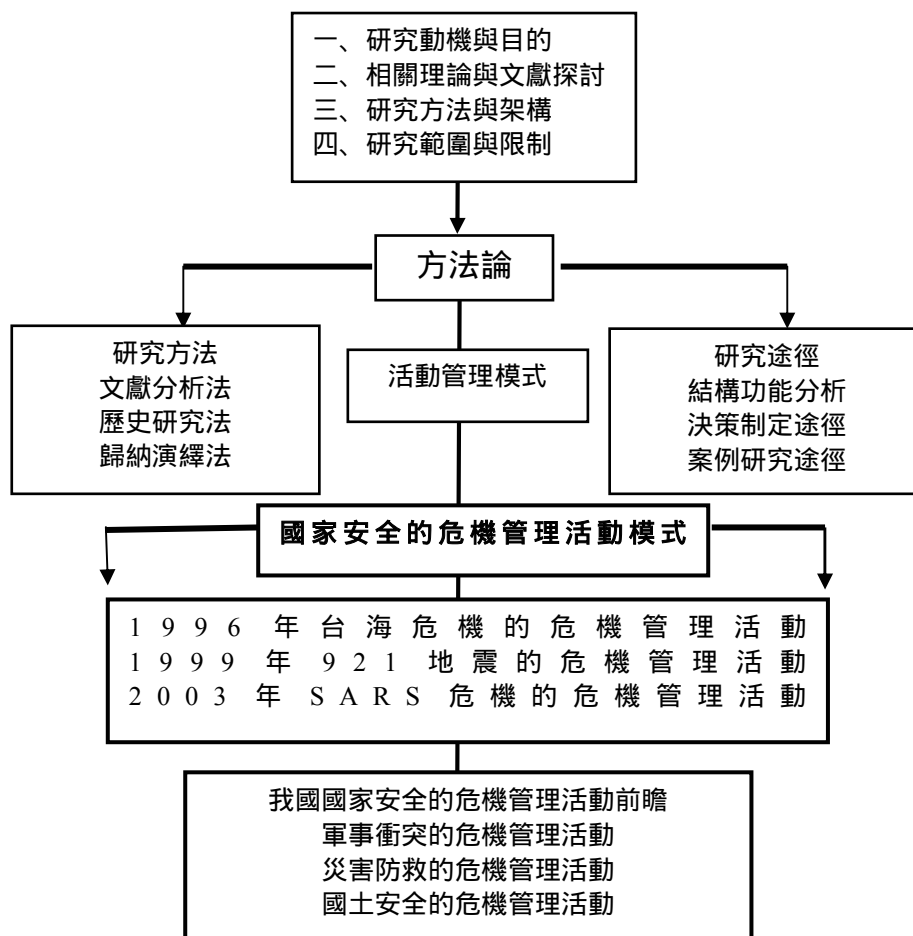 一、研究動機與目的
二、相關理論與文獻探討
三、研究方法與架構
四、研究範圍與限制
方法論
研究方法
文獻分析法
歷史研究法
歸納演繹法
活動管理模式
研究途徑
結構功能分析
決策制定途徑
案例研究途徑
國家安全的危機管理活動模式
1996 年台海危機的危機管理活動
1999 年 921 地震的危機管理活動
2003 年 SARS 危機的危機管理活動
我國國家安全的危機管理活動前瞻
軍事衝突的危機管理活動
災害防救的危機管理活動
國土安全的危機管理活動